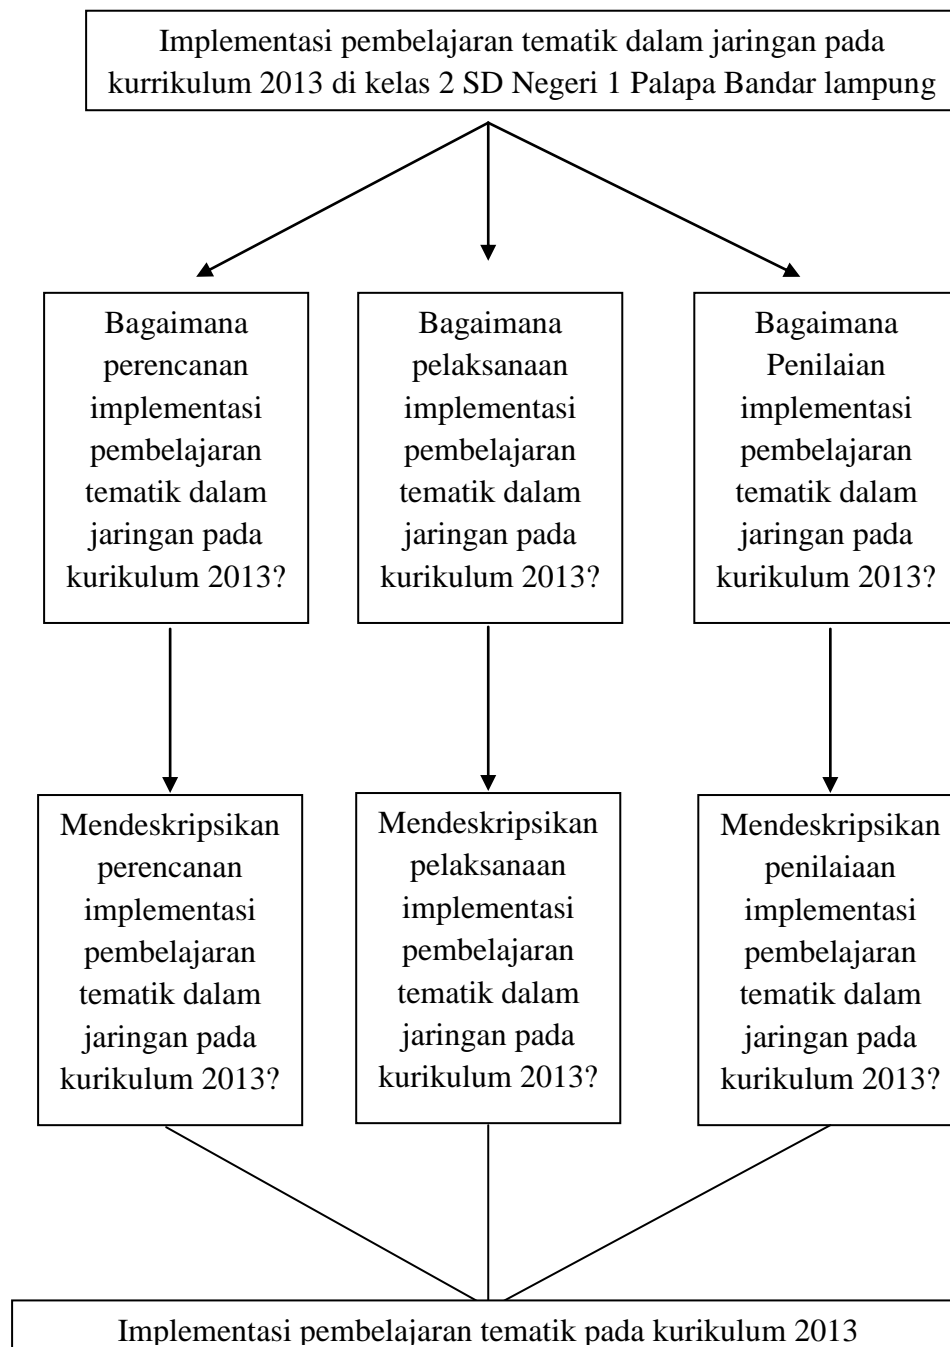 Implementasi pembelajaran tematik dalam jaringan pada
kurrikulum 2013 di kelas 2 SD Negeri 1 Palapa Bandar lampung
Bagaimana
perencanan
implementasi
pembelajaran
tematik dalam
jaringan pada
kurikulum 2013?
Bagaimana
pelaksanaan
implementasi
pembelajaran
tematik dalam
jaringan pada
kurikulum 2013?
Bagaimana
Penilaian
implementasi
pembelajaran
tematik dalam
jaringan pada
kurikulum 2013?
Mendeskripsikan
perencanan
implementasi
pembelajaran
tematik dalam
jaringan pada
kurikulum 2013?
Mendeskripsikan
pelaksanaan
implementasi
pembelajaran
tematik dalam
jaringan pada
kurikulum 2013?
Mendeskripsikan
penilaiaan
implementasi
pembelajaran
tematik dalam
jaringan pada
kurikulum 2013?
Implementasi pembelajaran tematik pada kurikulum 2013